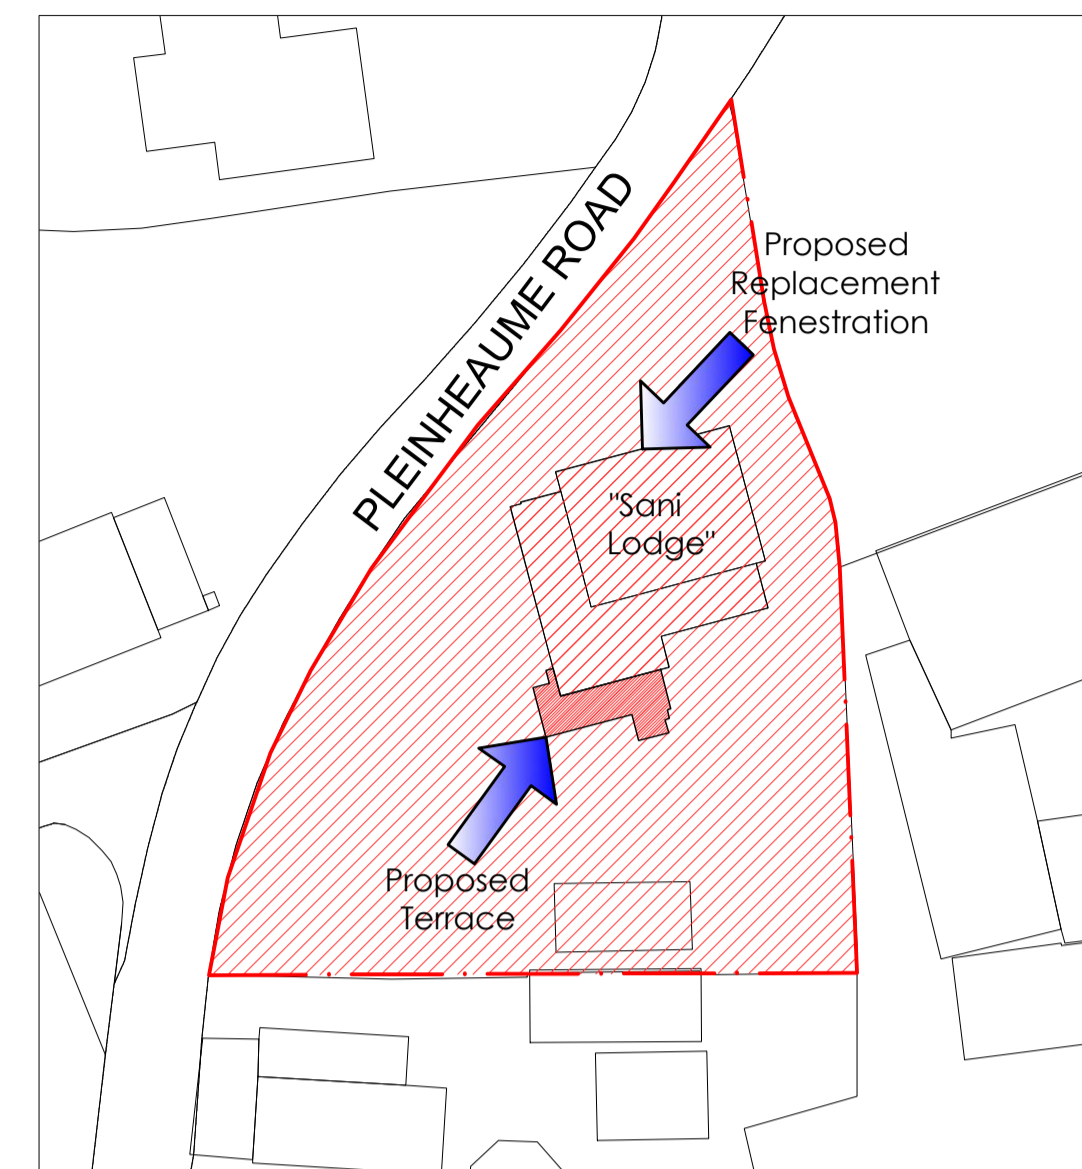 PLEINHEAUME ROAD
Proposed
Replacement
Fenestration
"Sani
Lodge"
Proposed
Terrace